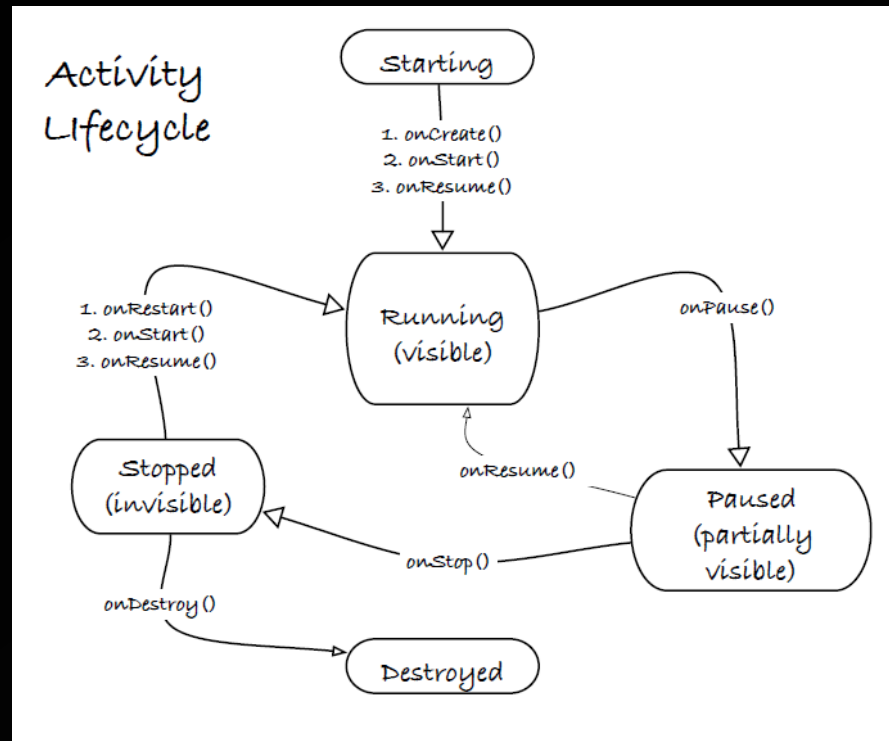 Activity
LIfecycle
Starting
1. onCreate()
2. onStart()
3. onResume()
Running
(visible)
onPause()
1. onRestart()
2. onStart()
3. onResume()
onResume()
Stopped
(invisible)
Paused
(partially
visible)
onStop()
onDestroy()
Destroyed